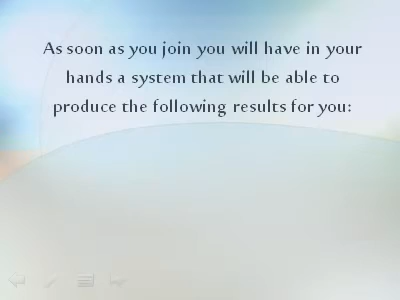 As soon as you join you will have in your
hands a system that will be able to
produce the following results for you: